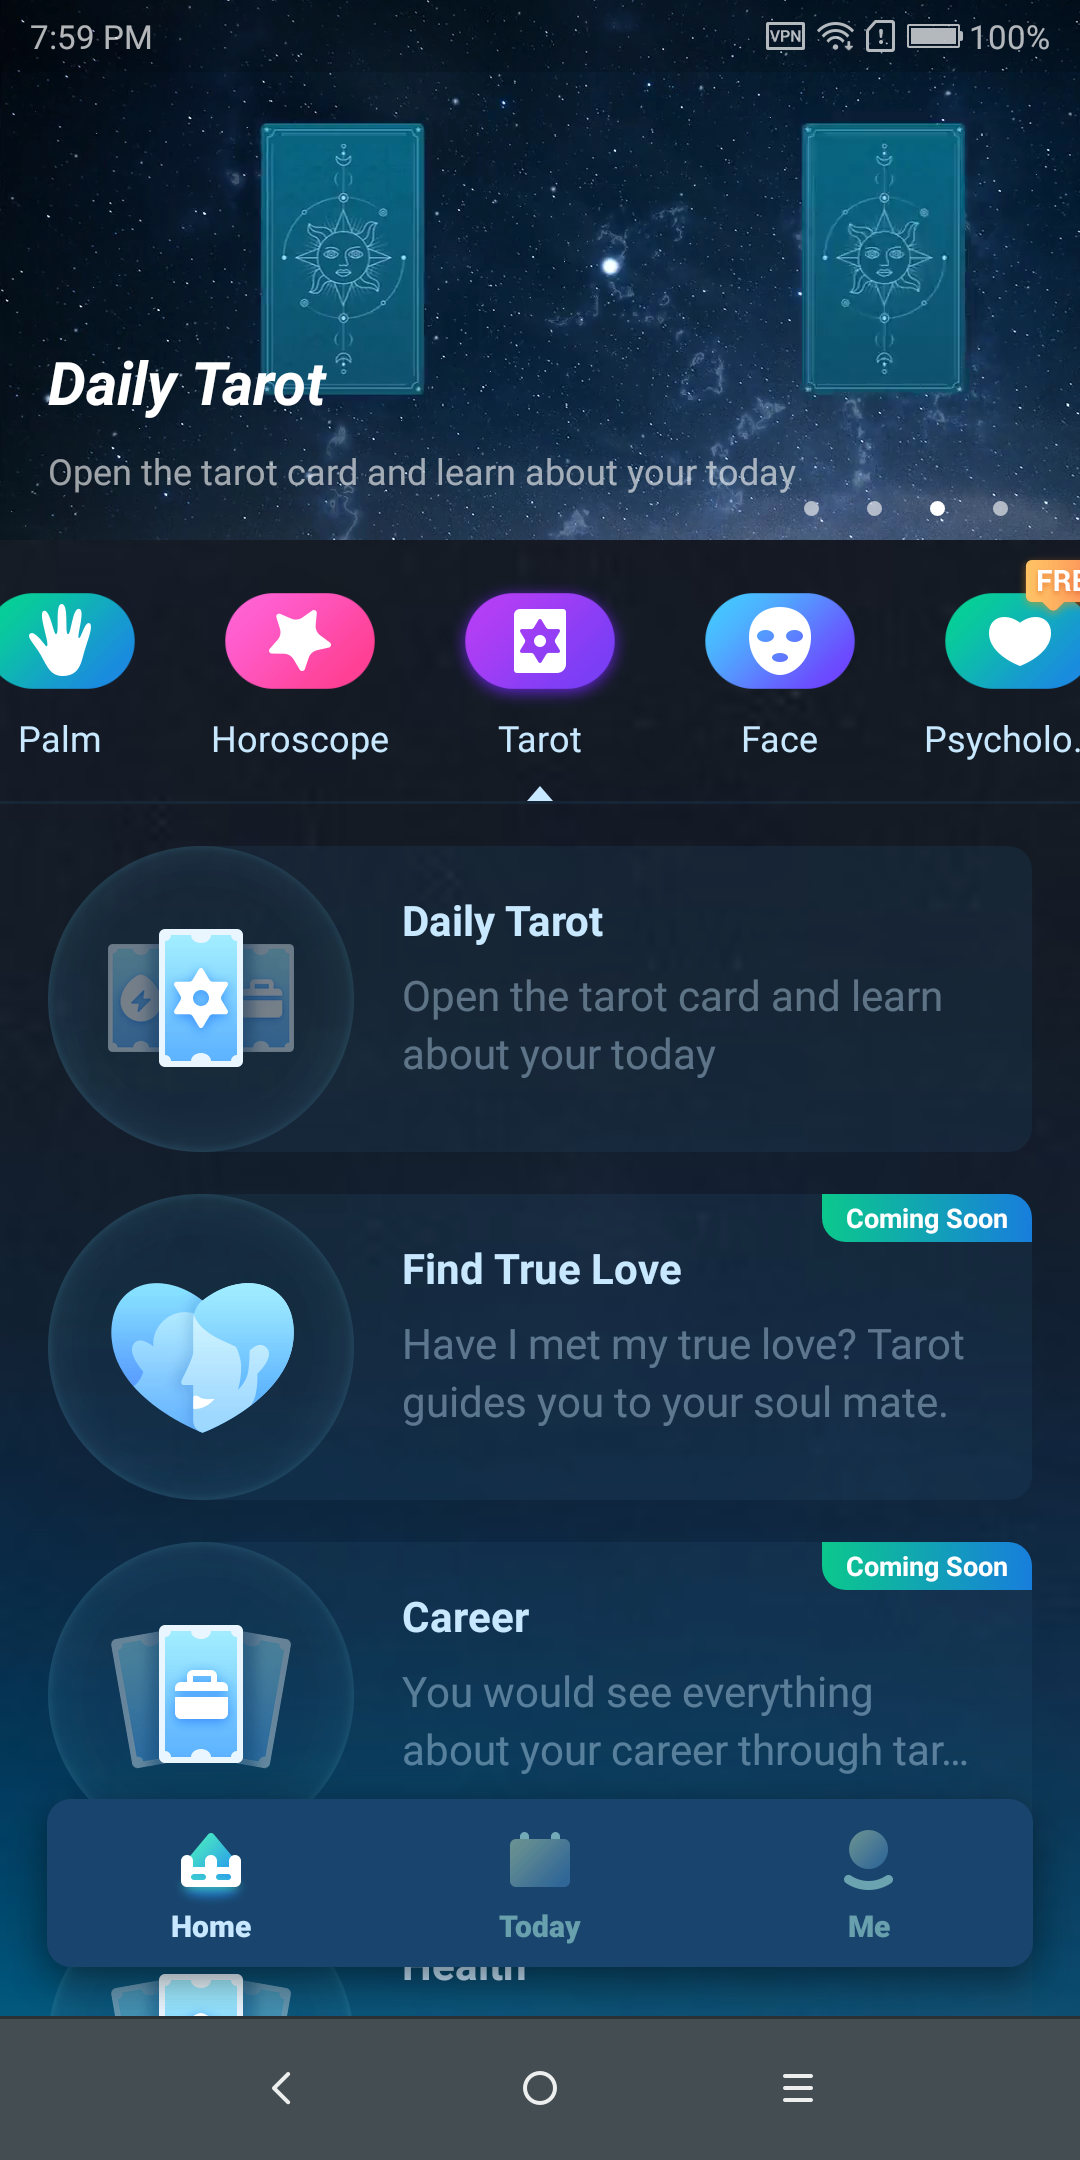 7:59 PM
VPN
100%
Daily Tarot
Open the tarot card and learn about your today
FRE
Palm
Horoscope
Tarot
Face
Psycholo.
Daily Tarot
Open the tarot card and learn
about your today
Coming Soon
Find True Love
Have I met my true love? Tarot
guides you to your soul mate.
Coming Soon
Career
You would see everything
about your career through tar...
Home
Today
Me
Health